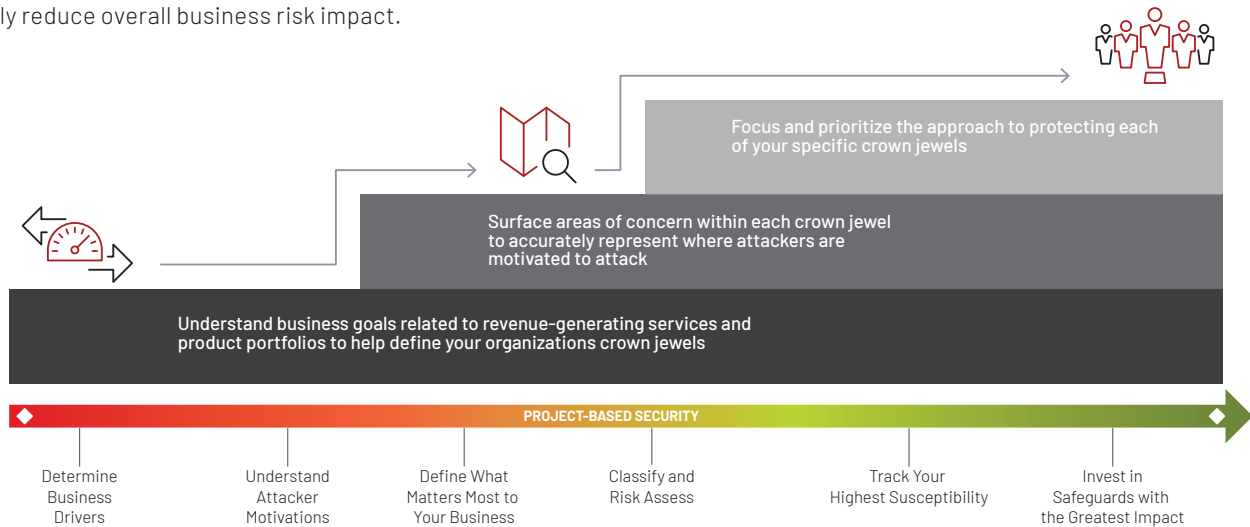 ly reduce overall business risk impact.
Focus and prioritize the approach to protecting each
of your specific crown jewels
Surface areas of concern within each crown jewel
to accurately represent where attackers are
motivated to attack
Understand business goals related to revenue-generating services and
product portfolios to help define your organizations crown jewels
PROJECT-BASED SECURITY
Determine
Business
Drivers
Understand
Attacker
Motivations
Define What
Matters Most to
Your Business
Classify and
Risk Assess
Track Your
Highest Susceptibility
Invest in
Safeguards with
the Greatest Impact